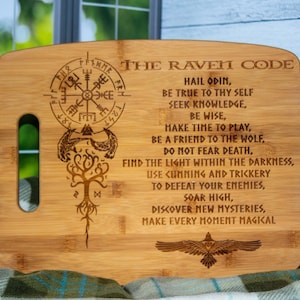 THE RAVEN CODE
HAIL ODIN,
BE TRUE TO THY SELF
SEEK KNOWLEDGE,
BE WISE,
MAKE TIME TO PLAY,
BE A FRIEND TO THE WOLF,
DO NOT FEAR DEATH,
FIND THE LIGHT WITHIN THE DARKNESS,
USE CUNNING AND TRICKERY
TO DEFEAT YOUR ENEMIES,
SOAR HIGH,
DISCOVER NEW MYSTERIES,
MAKE EVERY MOMENT MAGICAL